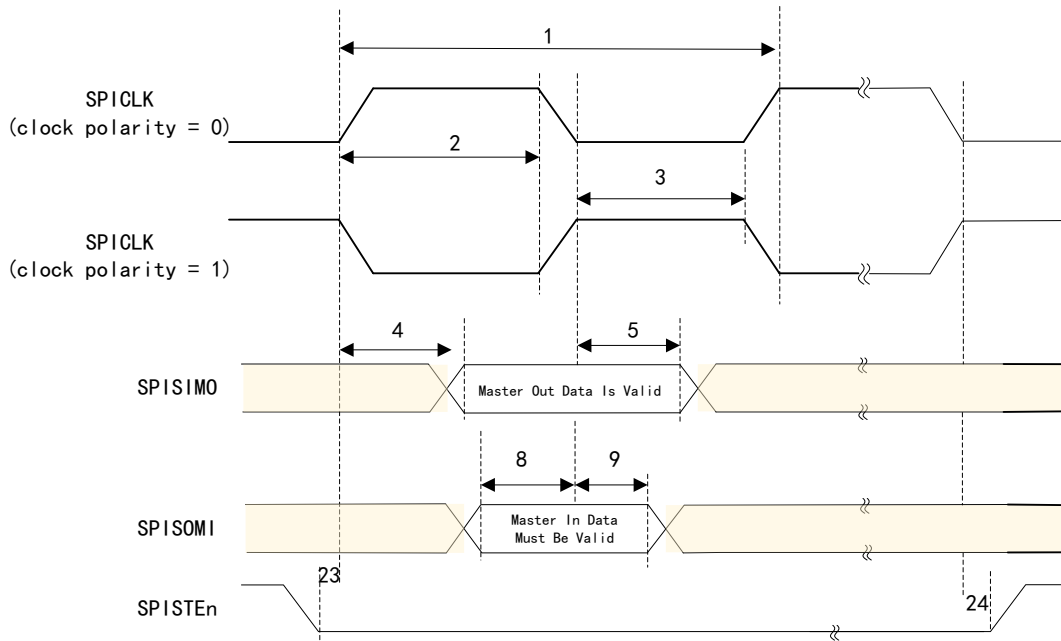 1
SPICLK
(clock polarity = 0)
2
3
SPICLK
(clock polarity = 1)
4
5
SPISIMO
Master Out Data Is Valid
8
9
SPISOMI
Master In Data
Must Be Valid
23
SPISTEn
24